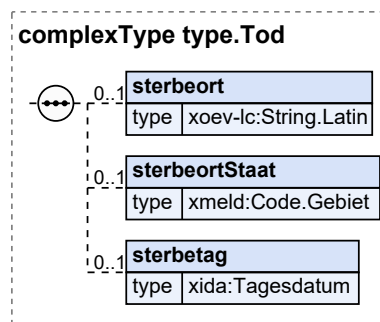 complexType type.Tod
0..1 sterbeort
type xoev-lc:String.Latin
0..1 sterbeortStaat
type xmeld:Code.Gebiet
0..1 sterbetag
type xida:Tagesdatum